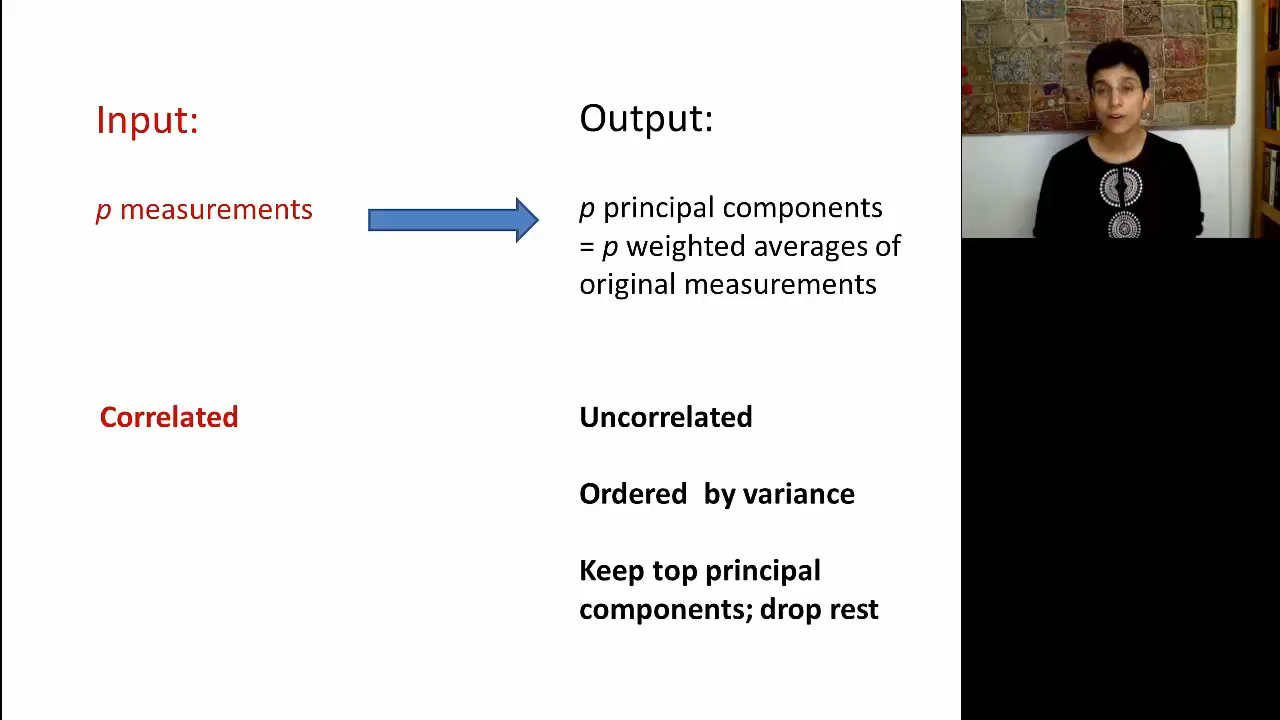 Input:
p measurements
Correlated
Output:
p principal components
= p weighted averages of
original measurements
Uncorrelated
Ordered by variance
Keep top principal
components; drop rest